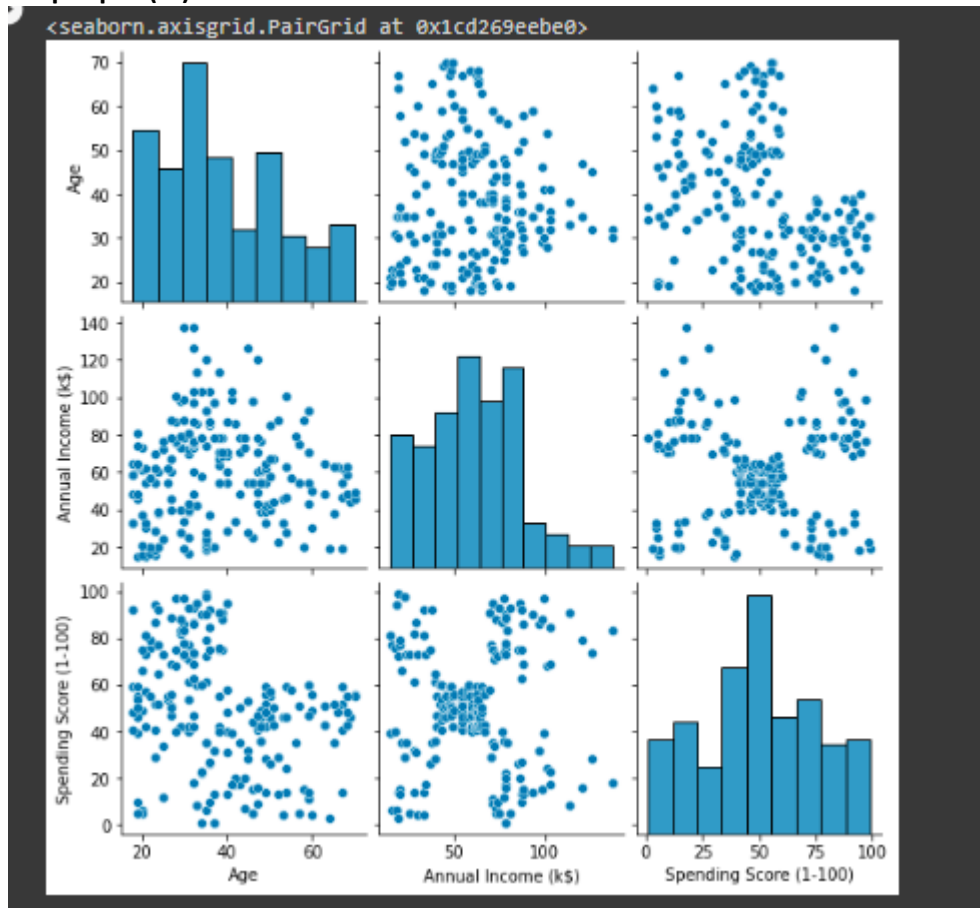 <seaborn.axisgrid.PairGrid at 0x1cd269eebe0>
70
60
50
40
30
20
Age
140
120
100
80
60
40
20
Annual Income (k$)
100
80
60
40
20
0
Spending Score (1-100)
20 40 60
Age
50 100
Annual Income (k$)
0 25 50 75 100
Spending Score (1-100)